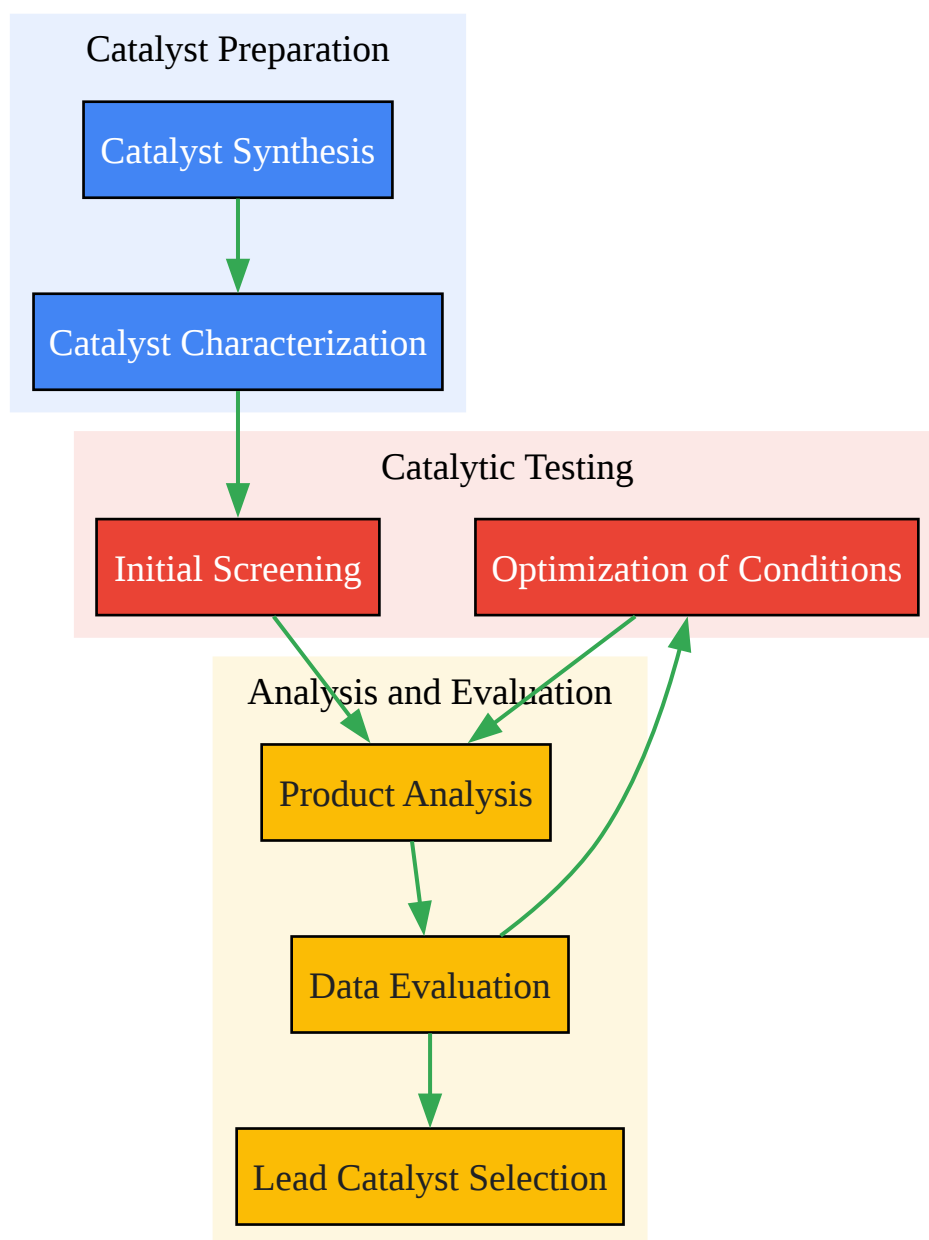 Catalyst Preparation
Catalyst Synthesis
Catalyst Characterization
Catalytic Testing
Initial Screening
Optimization of Conditions
Analysis and Evaluation
Product Analysis
Data Evaluation
Lead Catalyst Selection